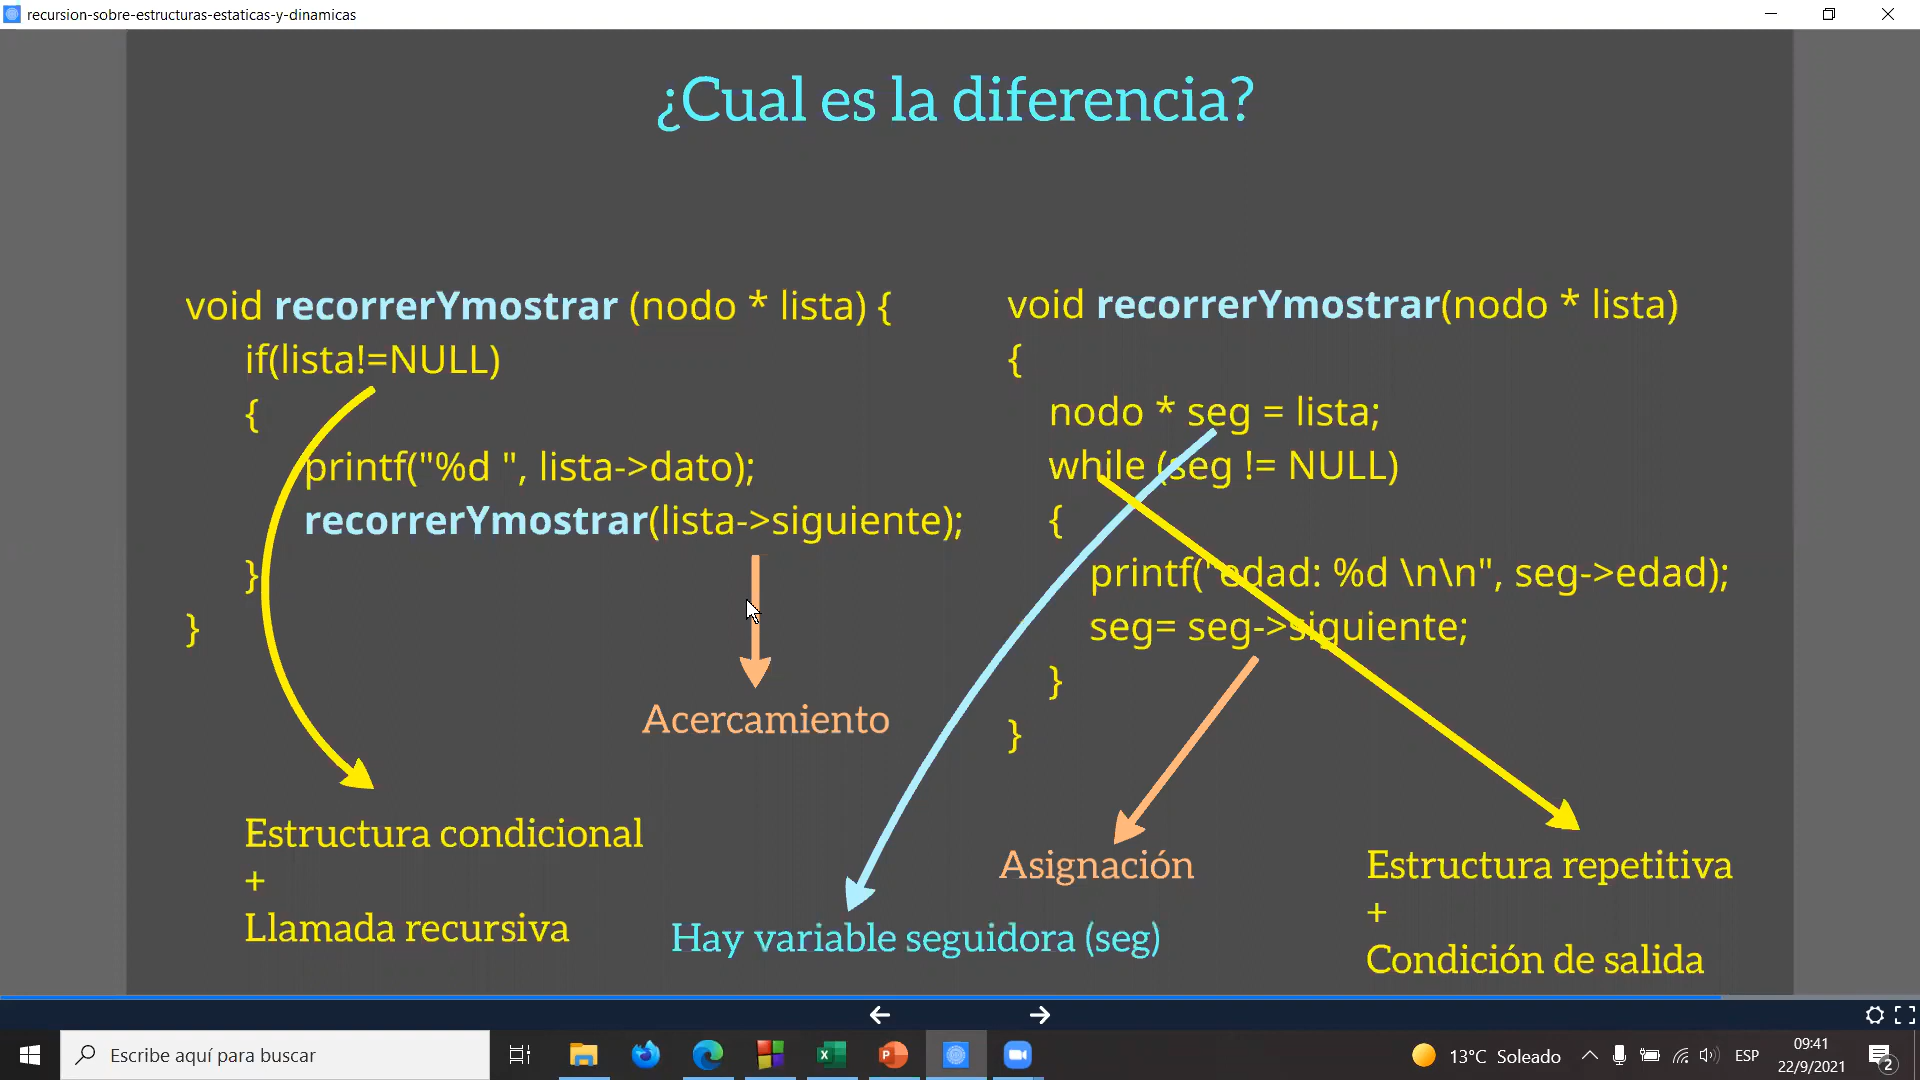 recursion-sobre-estructuras-estaticas-y-dinamicas
¿Cual es la diferencia?
void recorrerYmostrar (nodo * lista) {
if(lista!=NULL)
{
printf("%d ", lista->dato);
recorrerYmostrar(lista->siguiente);
}
}
Acercamiento
Estructura condicional
+
Llamada recursiva
void recorrerYmostrar(nodo * lista)
{
nodo * seg = lista;
while (seg != NULL)
{
printf("edad: %d \n\n", seg->edad);
seg= seg->siguiente;
}
}
Hay variable seguidora (seg)
Asignación
Estructura repetitiva
+
Condición de salida
Escribe aquí para buscar
13°C Soleado
ESP
09:41
22/9/2021
2